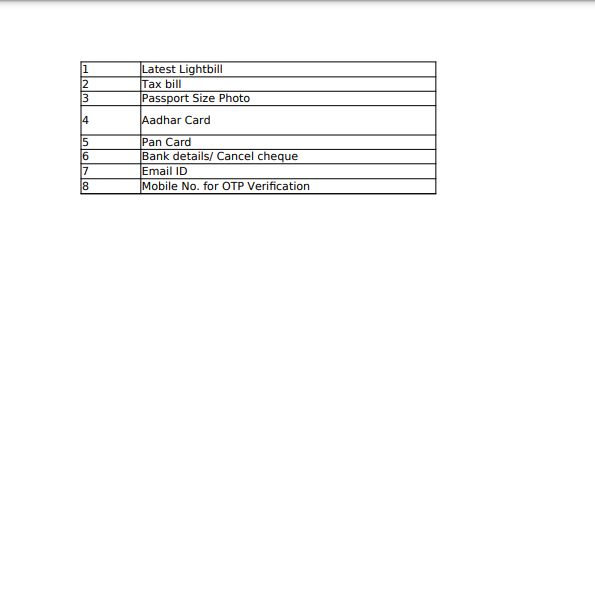 1 Latest Lightbill
2 Tax bill
3 Passport Size Photo
4 Aadhar Card
5 Pan Card
6 Bank details/ Cancel cheque
7 Email ID
8 Mobile No. for OTP Verification